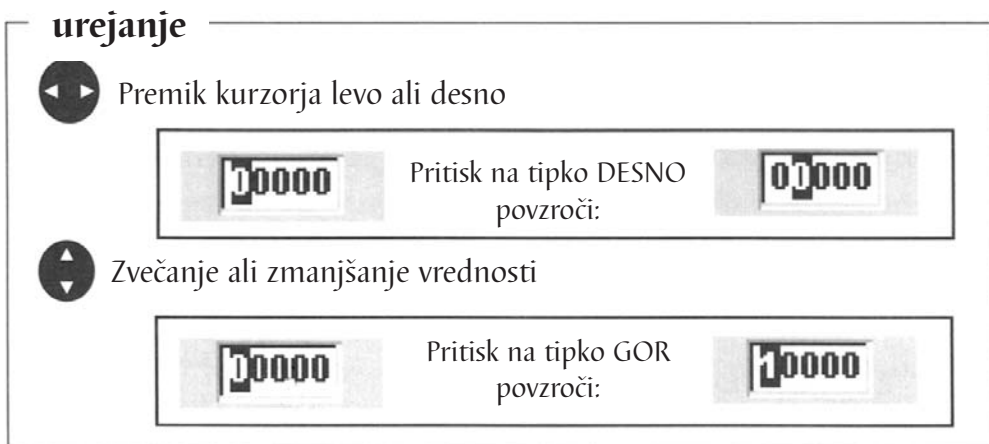 urejanje
Premik kurzorja levo ali desno
00000 Pritisk na tipko DESNO 00000
povzroči:
Zvečanje ali zmanjšanje vrednosti
00000 Pritisk na tipko GOR 10000
povzroči: